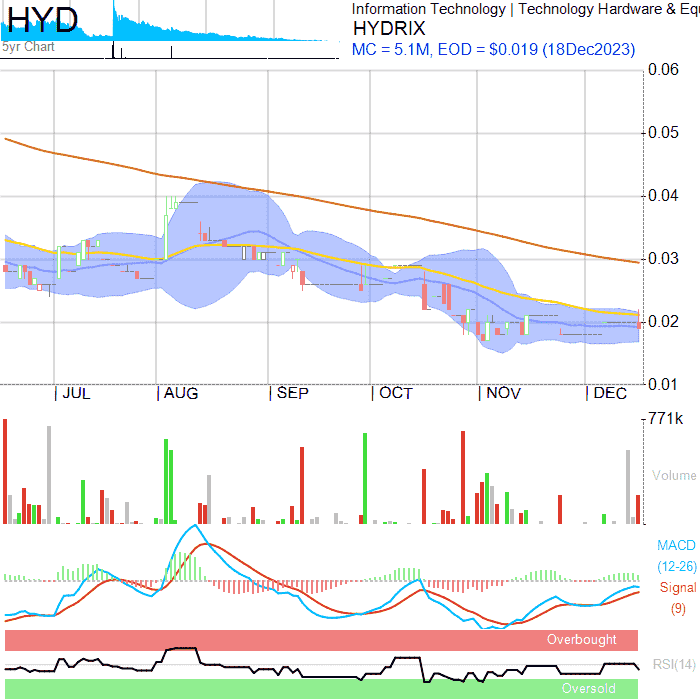 HYD
5yr Chart
Information Technology | Technology Hardware & Equ
HYDRIX
MC = 5.1M, EOD = $0.019 (18Dec2023)
0.06
0.05
0.04
0.03
0.02
0.01
JUL AUG SEP OCT NOV DEC
771k
Volume
MACD
(12-26)
Signal
(9)
Overbought
RSI(14)
Oversold